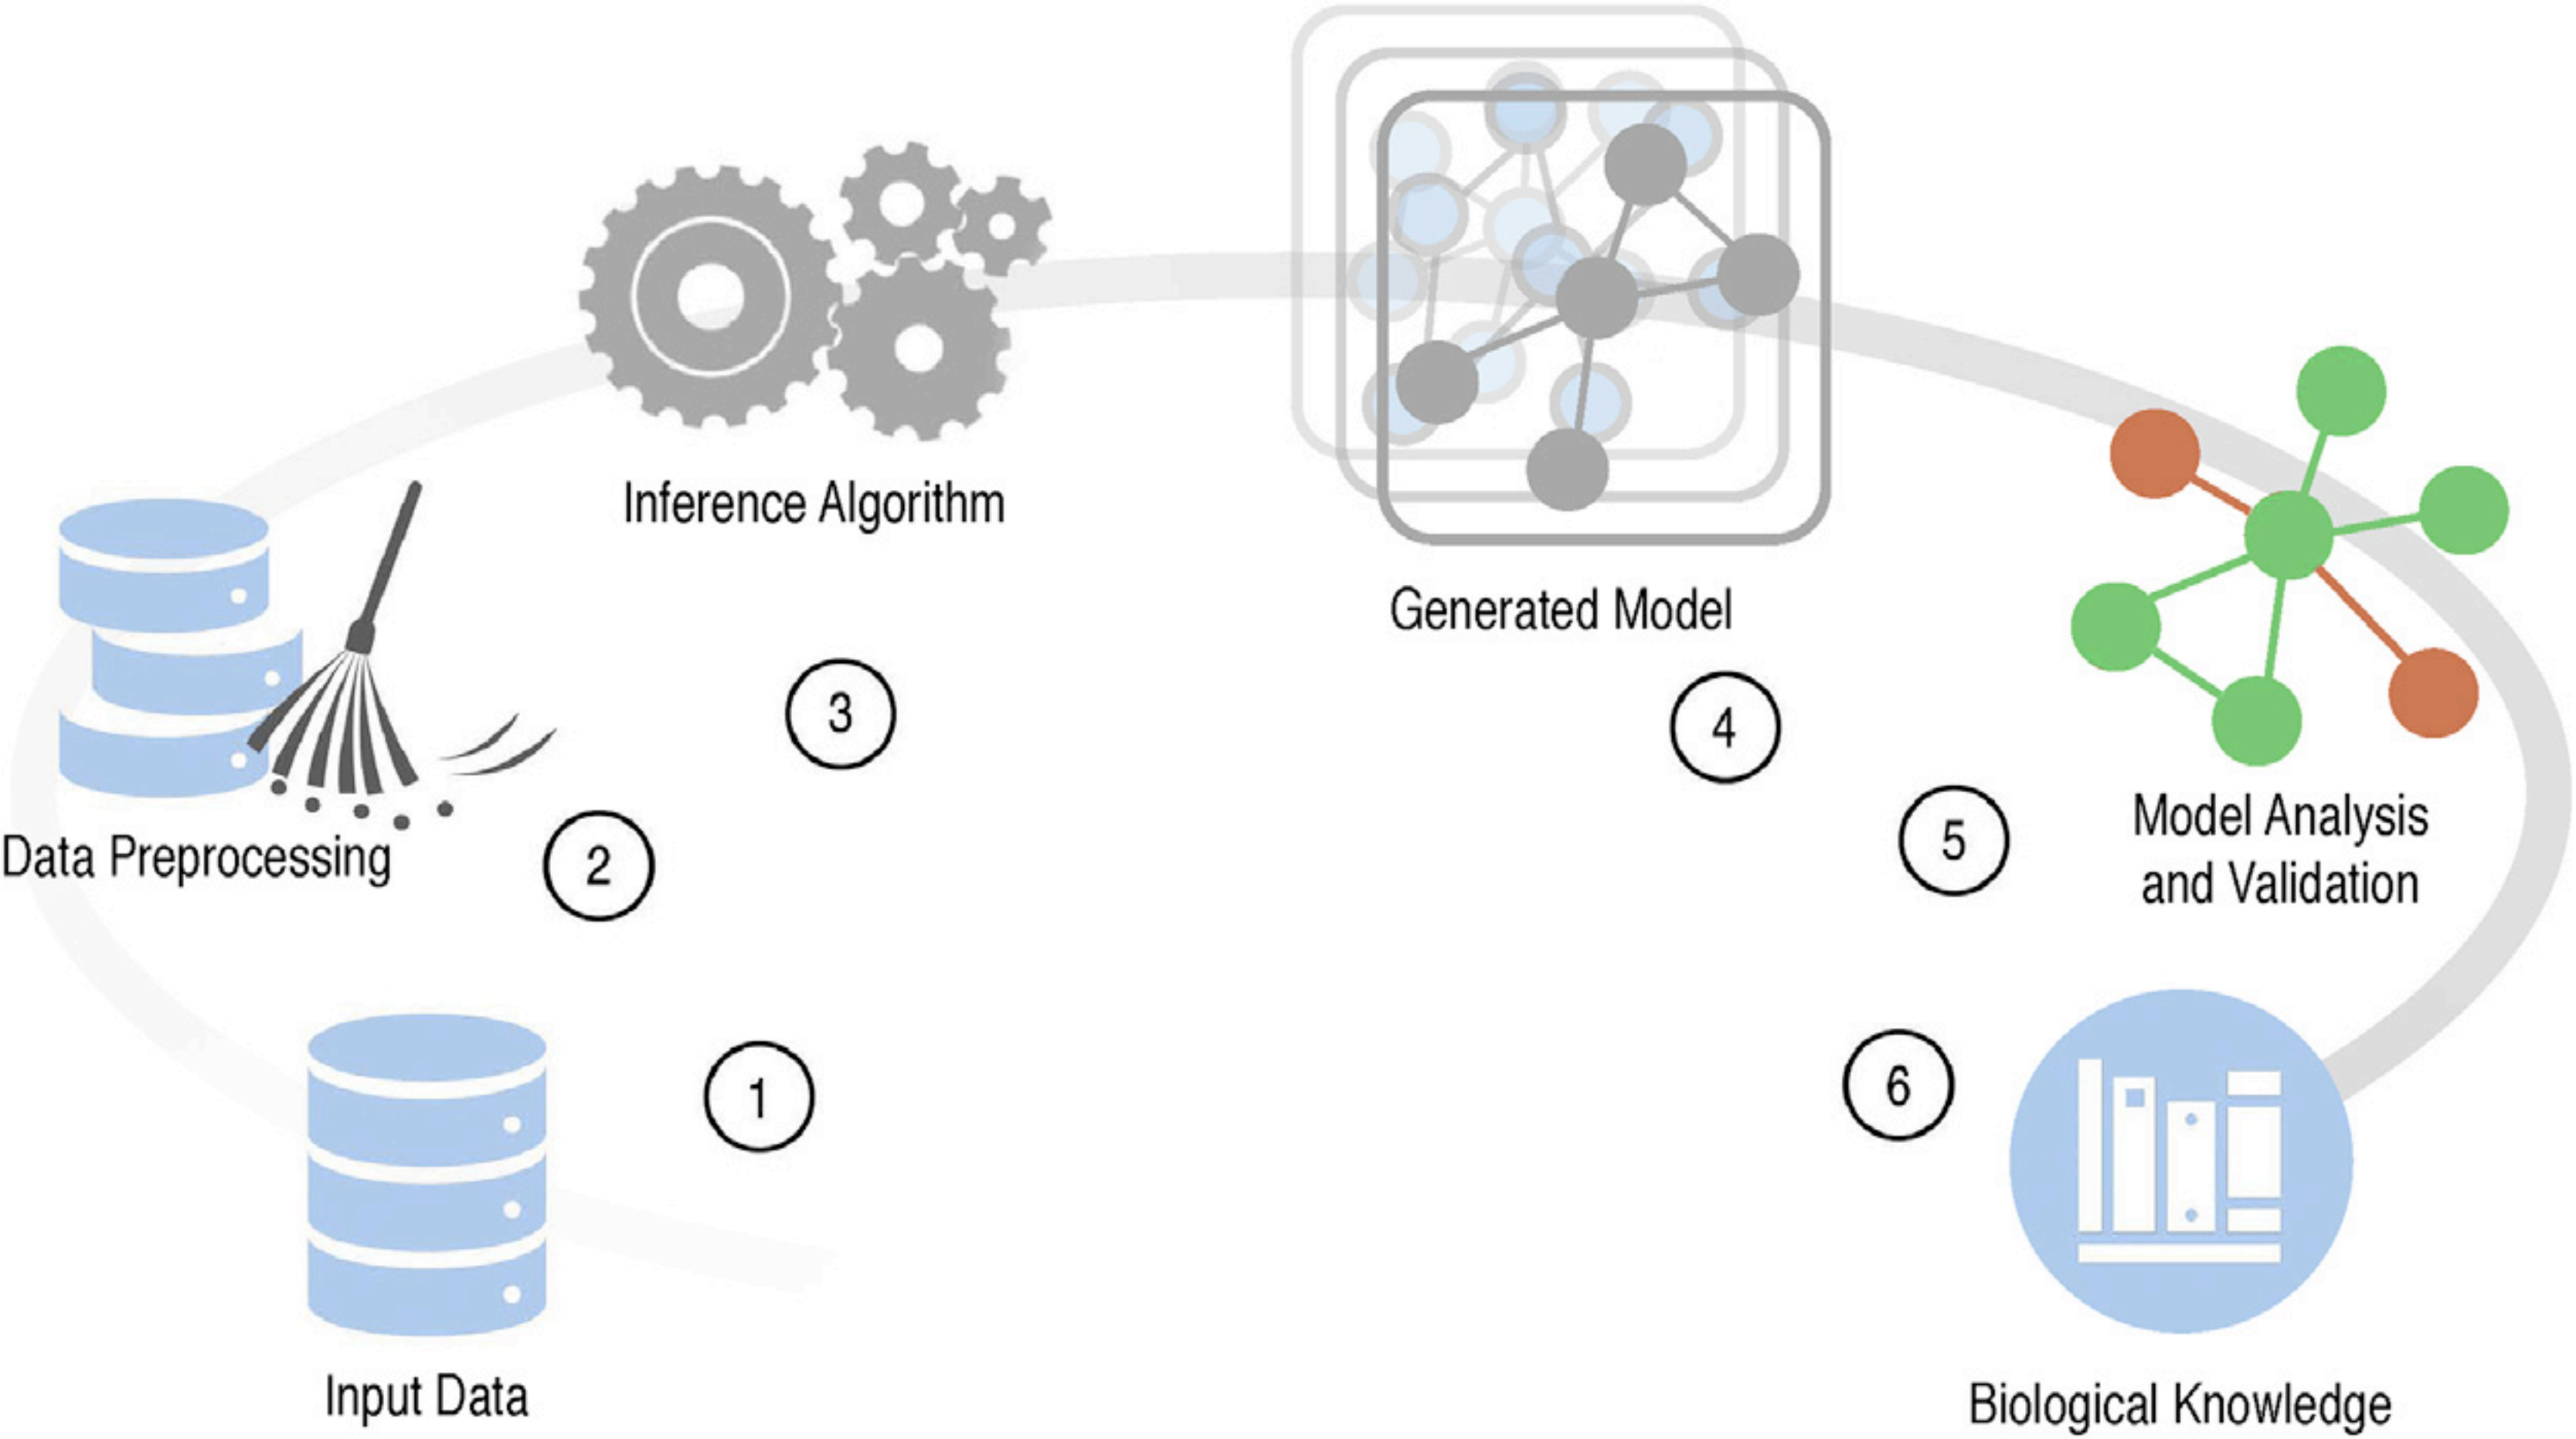 Inference Algorithm
Generated Model
3
4
Data Preprocessing
2
5
Model Analysis
and Validation
1
6
Input Data
Biological Knowledge